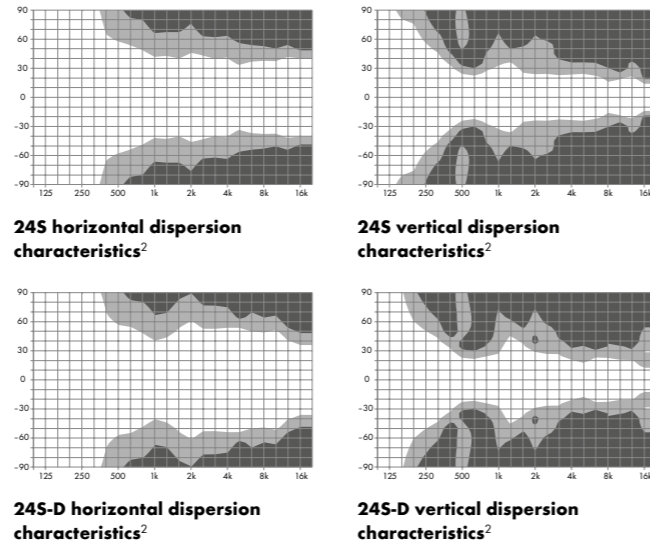 90
60
30
0
-30
-60
-90
125 250 500 1k 2k 4k 8k 16k
24S horizontal dispersion
characteristics²
90
60
30
0
-30
-60
-90
125 250 500 1k 2k 4k 8k 16k
24S vertical dispersion
characteristics²
90
60
30
0
-30
-60
-90
125 250 500 1k 2k 4k 8k 16k
24S-D horizontal dispersion
characteristics²
90
60
30
0
-30
-60
-90
125 250 500 1k 2k 4k 8k 16k
24S-D vertical dispersion
characteristics²